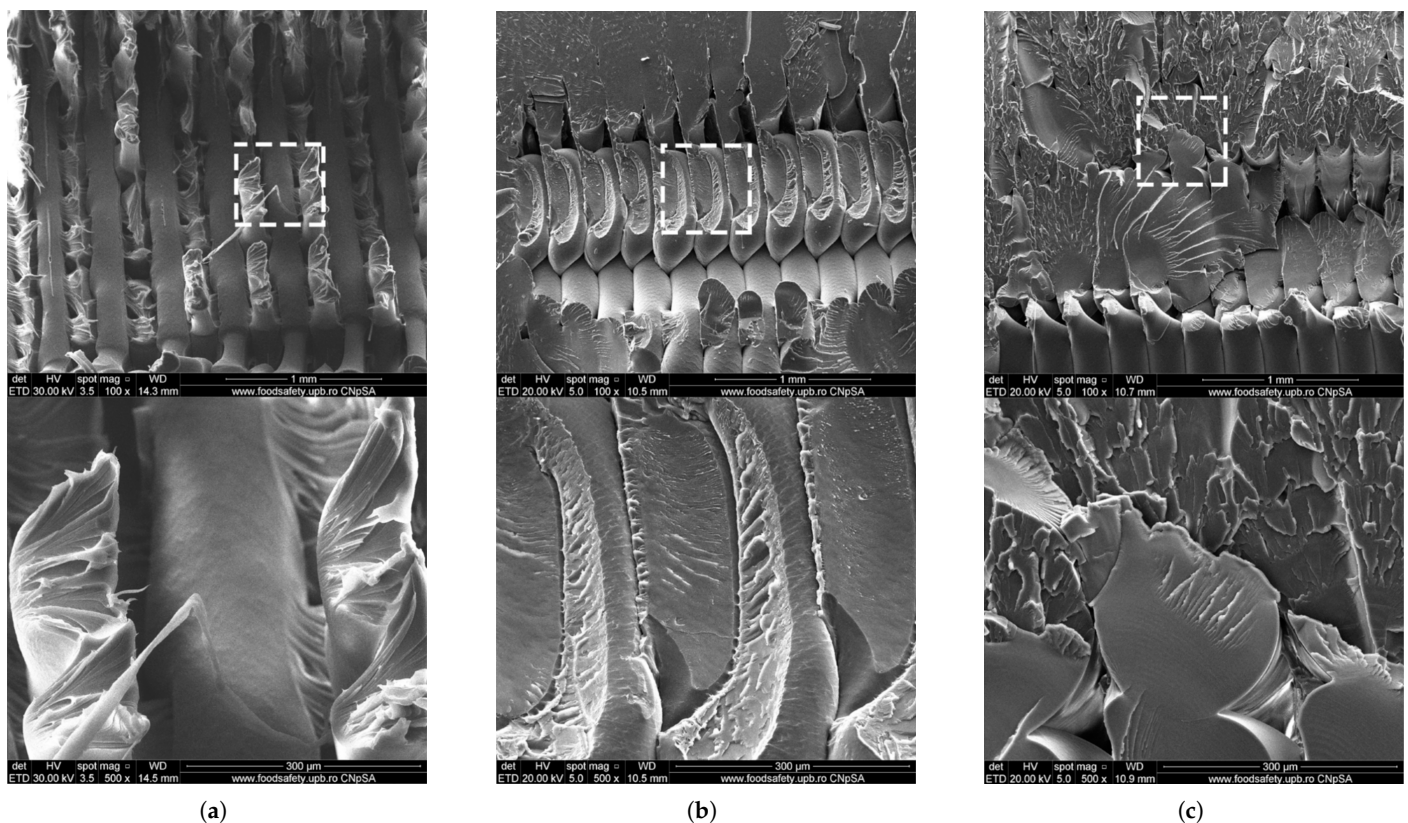 det HV spot mag □ WD 1 mm
ETD 30.00 kV 3.5 100 x 14.3 mm www.foodsafety.upb.ro CNpSA
det HV spot mag □ WD 1 mm
ETD 20.00 kV 5.0 100 x 10.5 mm www.foodsafety.upb.ro CNpSA
det HV spot mag □ WD 1 mm
ETD 20.00 kV 5.0 100 x 10.7 mm www.foodsafety.upb.ro CNpSA
det HV spot mag □ WD 300 µm
ETD 30.00 kV 3.5 500 x 14.5 mm www.foodsafety.upb.ro CNpSA
det HV spot mag □ WD 300 µm
ETD 20.00 kV 5.0 500 x 10.5 mm www.foodsafety.upb.ro CNpSA
det HV spot mag □ WD 300 µm
ETD 20.00 kV 5.0 500 x 10.9 mm www.foodsafety.upb.ro CNpSA
(a)
(b)
(c)